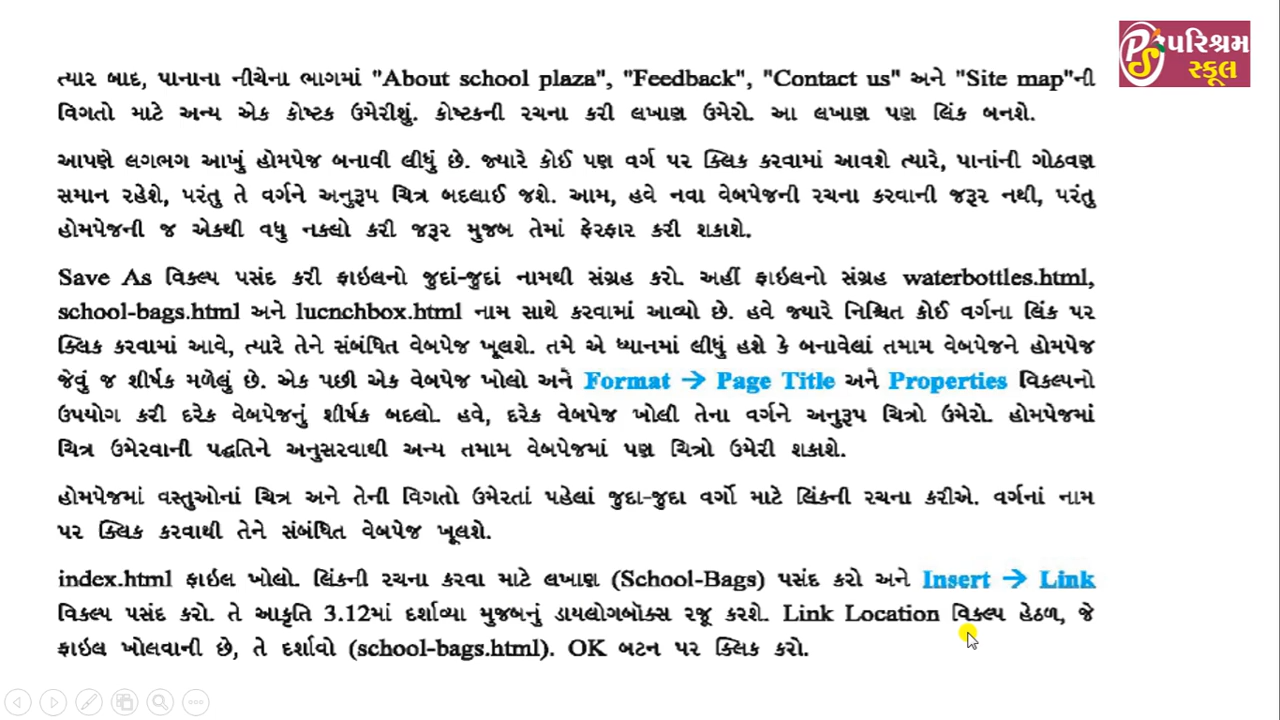 પરિશ્રમ
સ્કૂલ
ત્યાર બાદ, પાનાના નીચેના ભાગમાં "About school plaza", "Feedback", "Contact us" અને "Site map"ની
વિગતો માટે અન્ય એક કોષ્ટક ઉમેરીશું. કોષ્ટકની રચના કરી લખાણ ઉમેરો. આ લખાણ પણ લિંક બનશે.
આપણે લગભગ આખું હોમપેજ બનાવી લીધું છે. જ્યારે કોઈ પણ વર્ગ પર ક્લિક કરવામાં આવશે ત્યારે, પાનાંની ગોઠવણ
સમાન રહેશે, પરંતુ તે વર્ગને અનુરૂપ ચિત્ર બદલાઈ જશે. આમ, હવે નવા વેબપેજની રચના કરવાની જરૂર નથી, પરંતુ
હોમપેજની જ એકથી વધુ નકલો કરી જરૂર મુજબ તેમાં ફેરફાર કરી શકાશે.
Save As વિકલ્પ પસંદ કરી ફાઇલનો જુદાં-જુદાં નામથી સંગ્રહ કરો. અહીં ફાઇલનો સંગ્રહ waterbottles.html,
school-bags.html અને lucnchbox.html નામ સાથે કરવામાં આવ્યો છે. હવે જ્યારે નિશ્ચિત કોઈ વર્ગના લિંક પર
ક્લિક કરવામાં આવે, ત્યારે તેને સંબંધિત વેબપેજ ખૂલશે. તમે એ ધ્યાનમાં લીધું હશે કે બનાવેલાં તમામ વેબપેજને હોમપેજ
જેવું જ શીર્ષક મળેલું છે. એક પછી એક વેબપેજ ખોલો અને Format → Page Title અને Properties વિકલ્પનો
ઉપયોગ કરી દરેક વેબપેજનું શીર્ષક બદલો. હવે, દરેક વેબપેજ ખોલી તેના વર્ગને અનુરૂપ ચિત્રો ઉમેરો. હોમપેજમાં
ચિત્ર ઉમેરવાની પદ્ધતિને અનુસરવાથી અન્ય તમામ વેબપેજમાં પણ ચિત્રો ઉમેરી શકાશે.
હોમપેજમાં વસ્તુઓનાં ચિત્ર અને તેની વિગતો ઉમેરતાં પહેલાં જુદા-જુદા વર્ગો માટે લિંકની રચના કરીએ. વર્ગનાં નામ
પર ક્લિક કરવાથી તેને સંબંધિત વેબપેજ ખૂલશે.
index.html ફાઇલ ખોલો. લિંકની રચના કરવા માટે લખાણ (School-Bags) પસંદ કરો અને Insert → Link
વિકલ્પ પસંદ કરો. તે આકૃતિ 3.12માં દર્શાવ્યા મુજબનું ડાયલોગબૉક્સ રજૂ કરશે. Link Location વિકલ્પ હેઠળ, જે
ફાઇલ ખોલવાની છે, તે દર્શાવો (school-bags.html). OK બટન પર ક્લિક કરો.